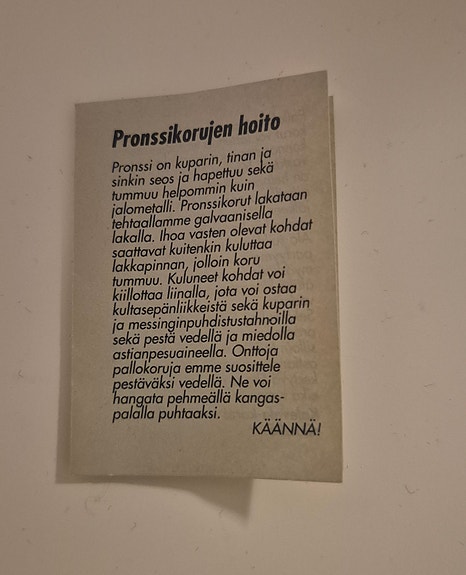 Pronssikorujen hoito
Pronssi on kuparin, tinan ja
sinkin seos ja hapettuu sekä
tummuu helpommin kuin
jalometalli. Pronssikorut lakataan
tehtaallamme galvaanisella
lakalla. Ihoa vasten olevat kohdat
saattavat kuitenkin kuluttaa
lakkapinnan, jolloin koru
tummuu. Kuluneet kohdat voi
kiillottaa liinalla, jota voi ostaa
kultasepänliikkeistä sekä kuparin
ja messinginpuhdistustahnoilla
sekä pestä vedellä ja miedolla
astianpesuaineella. Onttoja
pallokoruja emme suosittele
pestäväksi vedellä. Ne voi
hangata pehmeällä kangas-
palalla puhtaaksi.
KÄÄNNÄ!